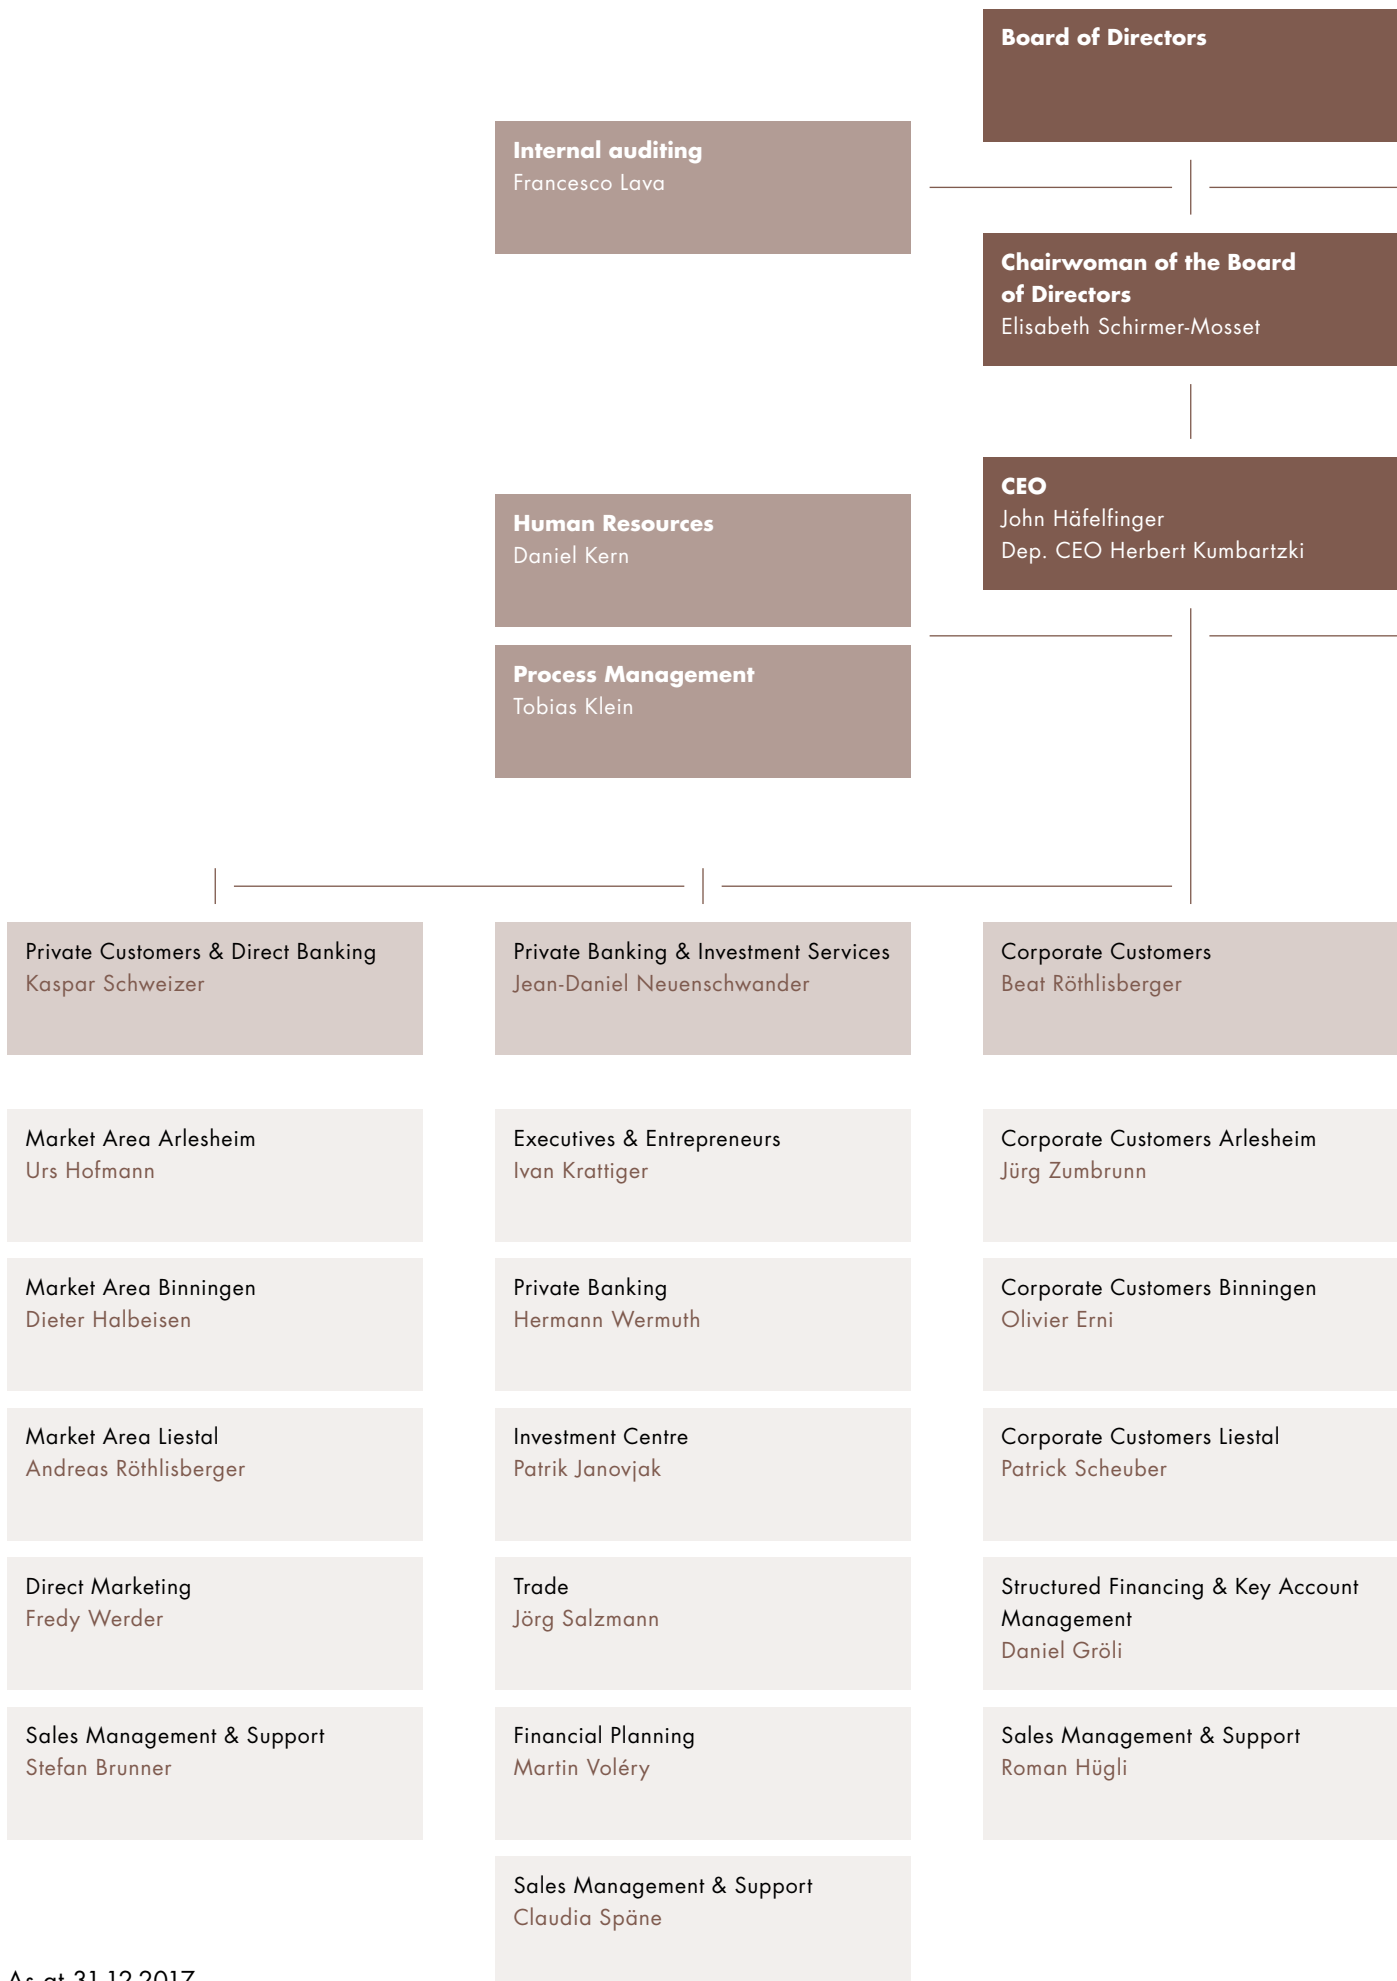 Board of Directors
Internal auditing
Francesco Lava
Chairwoman of the Board
of Directors
Elisabeth Schirmer-Mosset
CEO
John Häfelfinger
Dep. CEO Herbert Kumbartzki
Human Resources
Daniel Kern
Process Management
Tobias Klein
Private Customers & Direct Banking
Kaspar Schweizer
Market Area Arlesheim
Urs Hofmann
Market Area Binningen
Dieter Halbeisen
Market Area Liestal
Andreas Röthlisberger
Direct Marketing
Fredy Werder
Sales Management & Support
Stefan Brunner
Private Banking & Investment Services
Jean-Daniel Neuenschwander
Executives & Entrepreneurs
Ivan Krattiger
Private Banking
Hermann Wermuth
Investment Centre
Patrik Janovjak
Trade
Jörg Salzmann
Financial Planning
Martin Voléry
Sales Management & Support
Claudia Späne
Corporate Customers
Beat Röthlisberger
Corporate Customers Arlesheim
Jürg Zumbrunn
Corporate Customers Binningen
Olivier Erni
Corporate Customers Liestal
Patrick Scheuber
Structured Financing & Key Account
Management
Daniel Gröli
Sales Management & Support
Roman Hügli
As at 31.12.2017